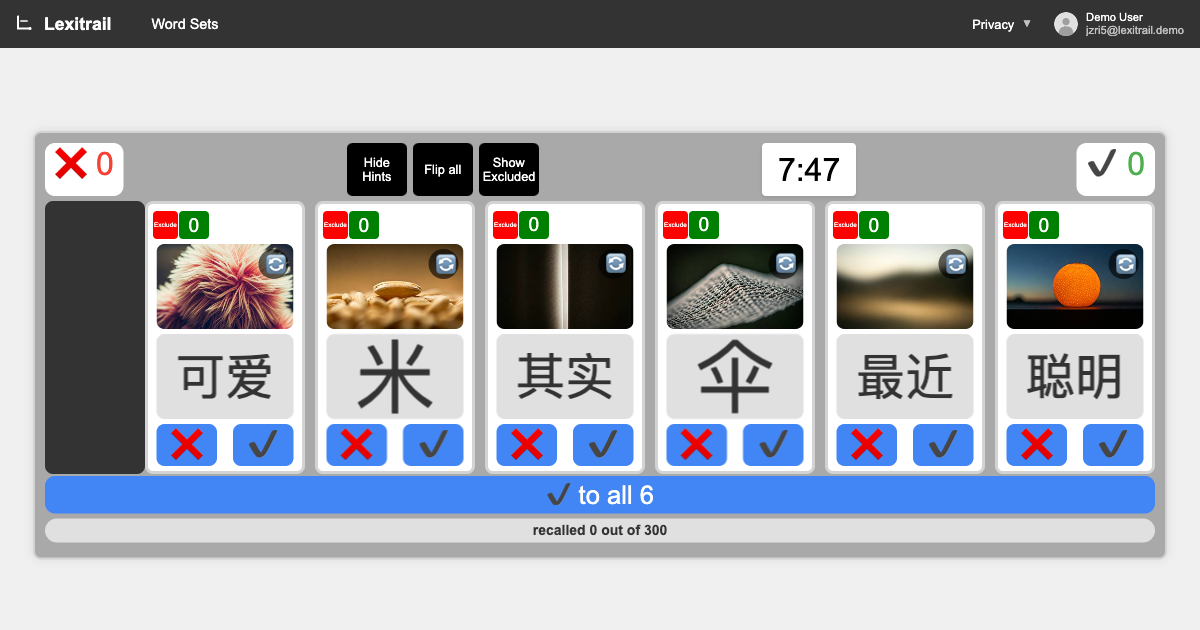 Lexitrail
Word Sets
Privacy ▼
Demo User
jzri5@lexitrail.demo
❌ 0
Hide
Hints
Flip all
Show
Excluded
7:47
✔ 0
Exclude 0
可爱
❌ ✔
Exclude 0
米
❌ ✔
Exclude 0
其实
❌ ✔
Exclude 0
伞
❌ ✔
Exclude 0
最近
❌ ✔
Exclude 0
聪明
❌ ✔
✔ to all 6
recalled 0 out of 300